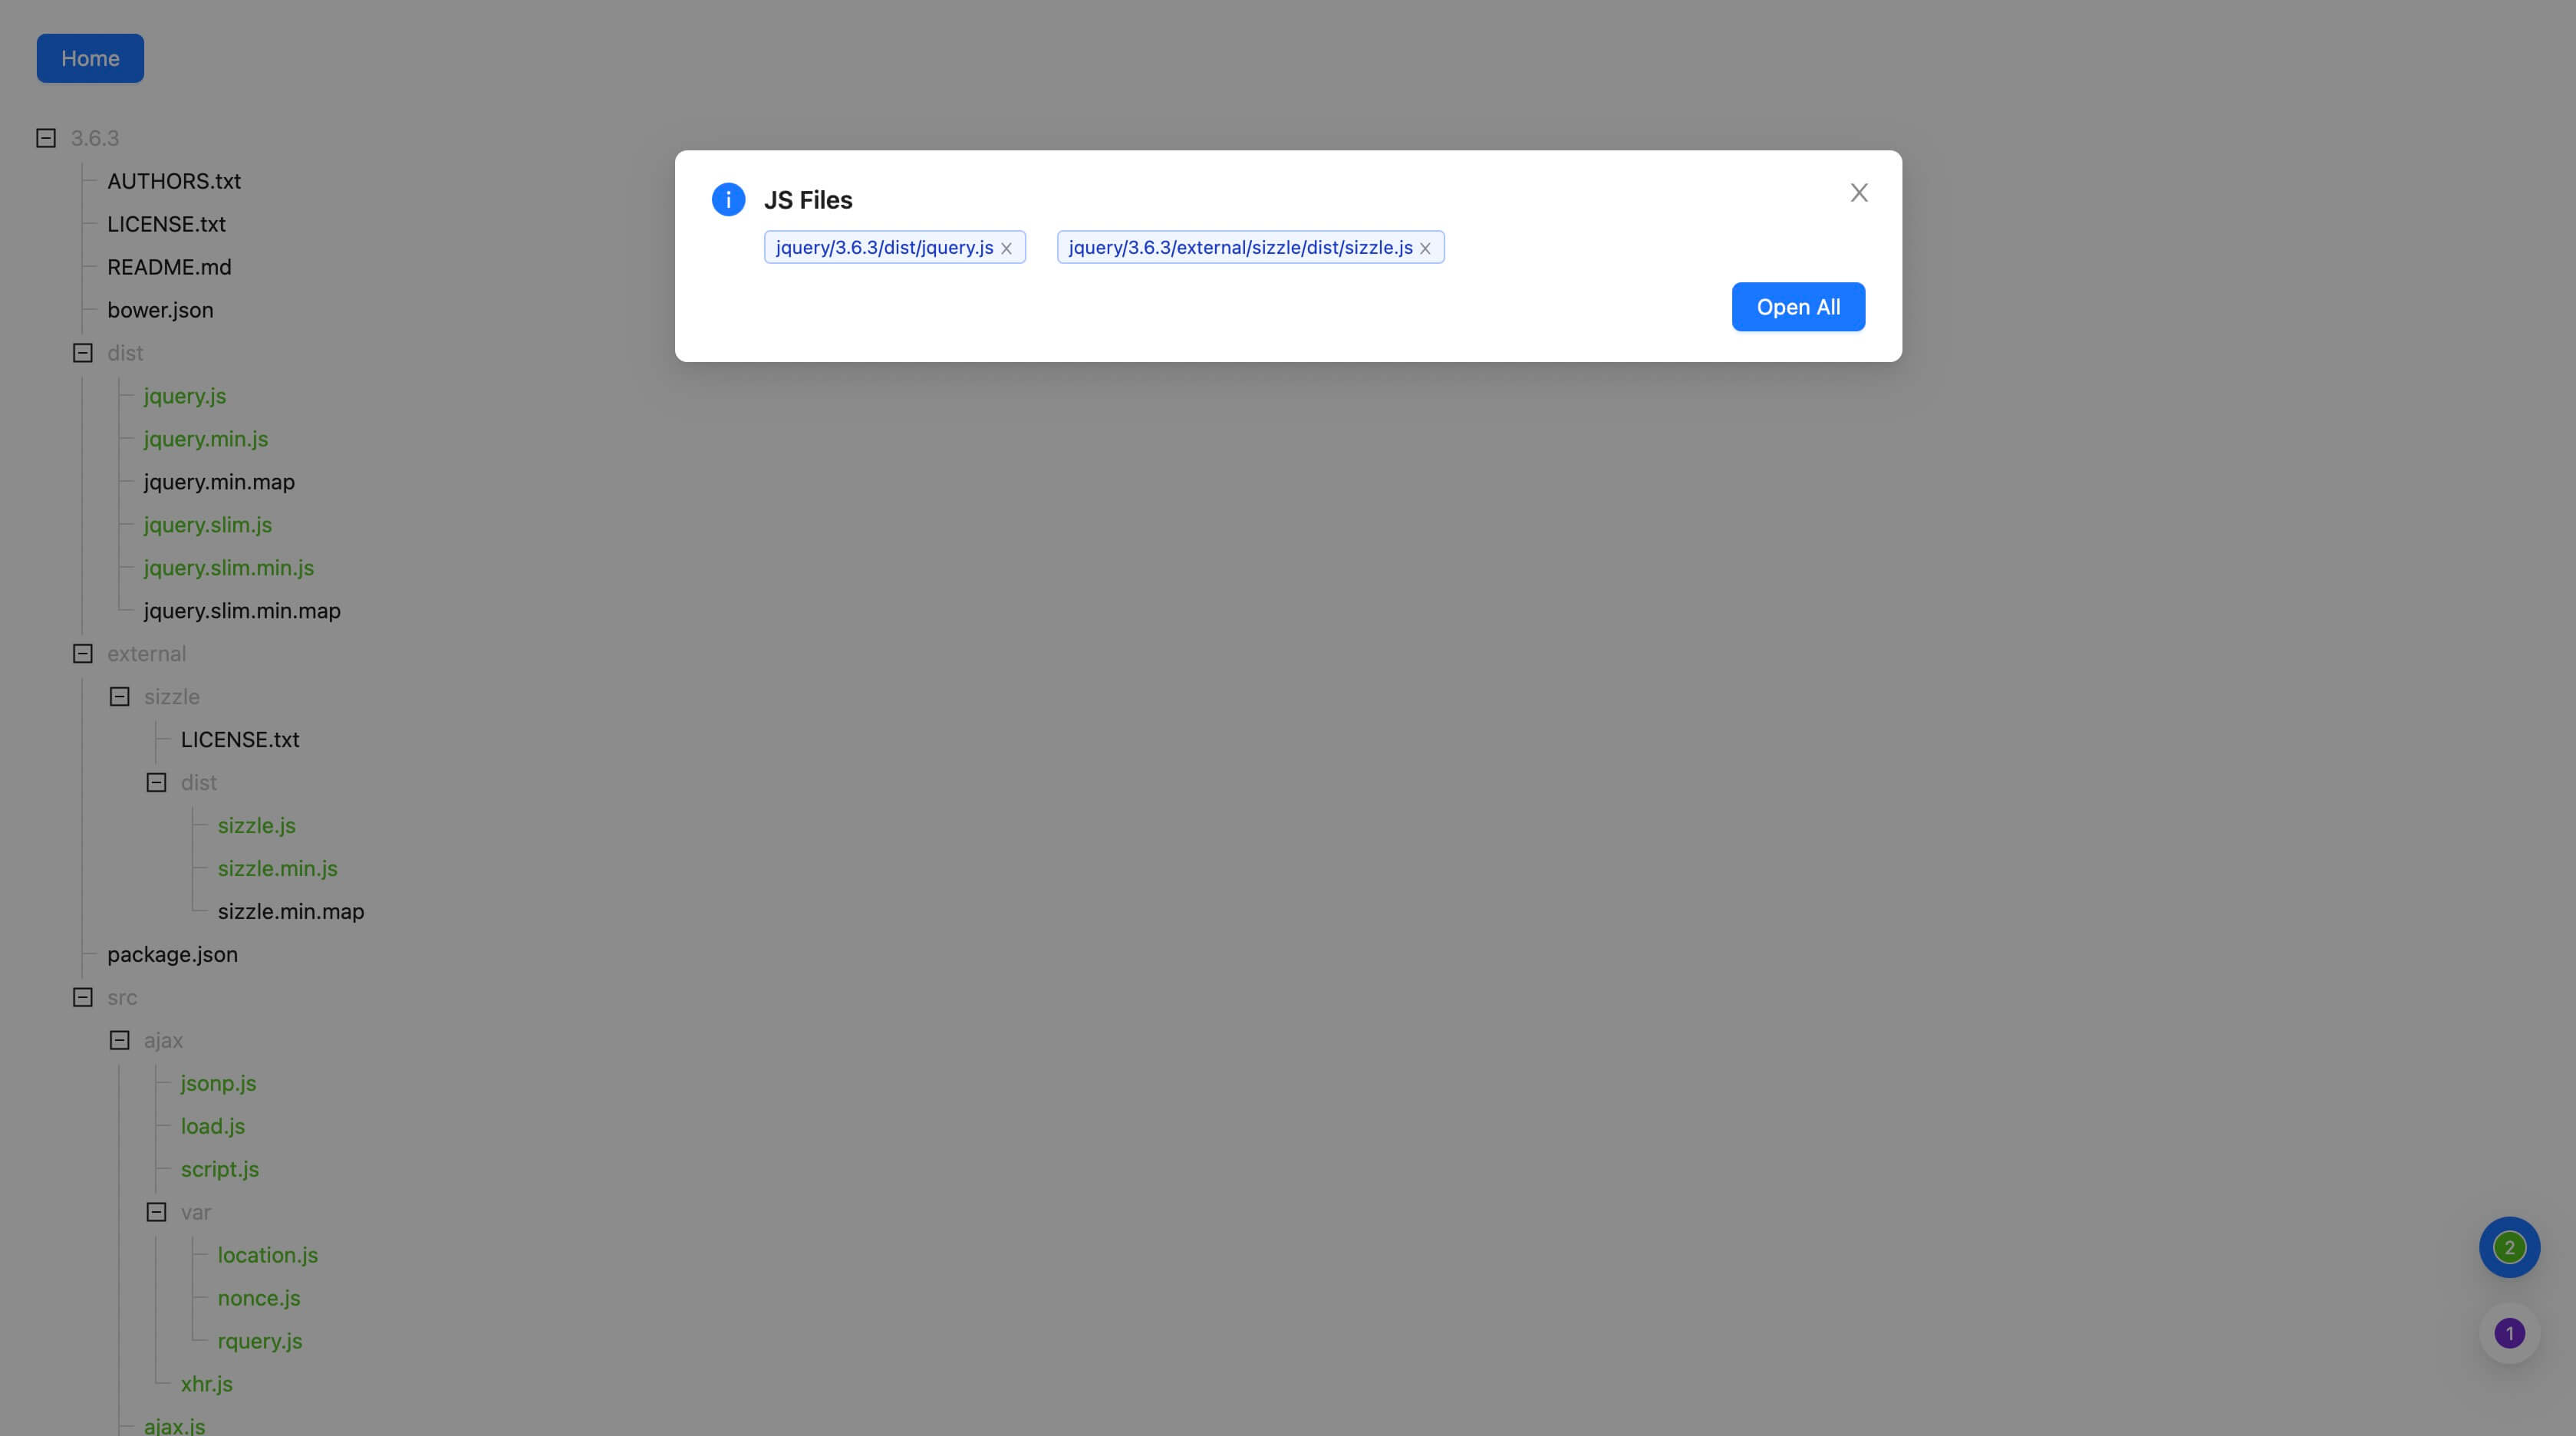 Home
3.6.3
AUTHORS.txt
LICENSE.txt
README.md
bower.json
dist
jquery.js
jquery.min.js
jquery.min.map
jquery.slim.js
jquery.slim.min.js
jquery.slim.min.map
external
sizzle
LICENSE.txt
dist
sizzle.js
sizzle.min.js
sizzle.min.map
package.json
src
ajax
jsonp.js
load.js
script.js
var
location.js
nonce.js
rquery.js
xhr.js
ajax.js
JS Files
jquery/3.6.3/dist/jquery.js jquery/3.6.3/external/sizzle/dist/sizzle.js
Open All
2
1